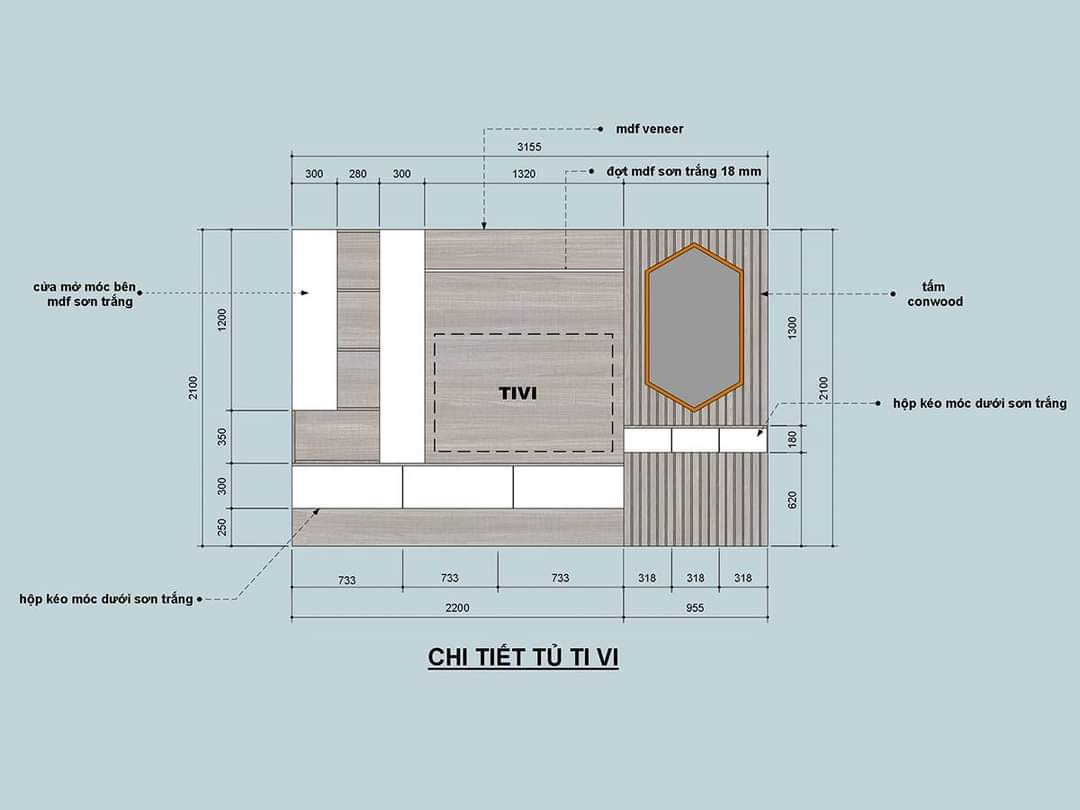 mdf veneer
3155
đợt mdf sơn trắng 18 mm
300
280
300
1320
cửa mở móc bên
mdf sơn trắng
tấm
conwood
1200
1300
2100
2100
TIVI
hộp kéo móc dưới sơn trắng
350
180
300
620
250
733
733
733
318
318
318
hộp kéo móc dưới sơn trắng
2200
955
CHI TIẾT TỦ TI VI